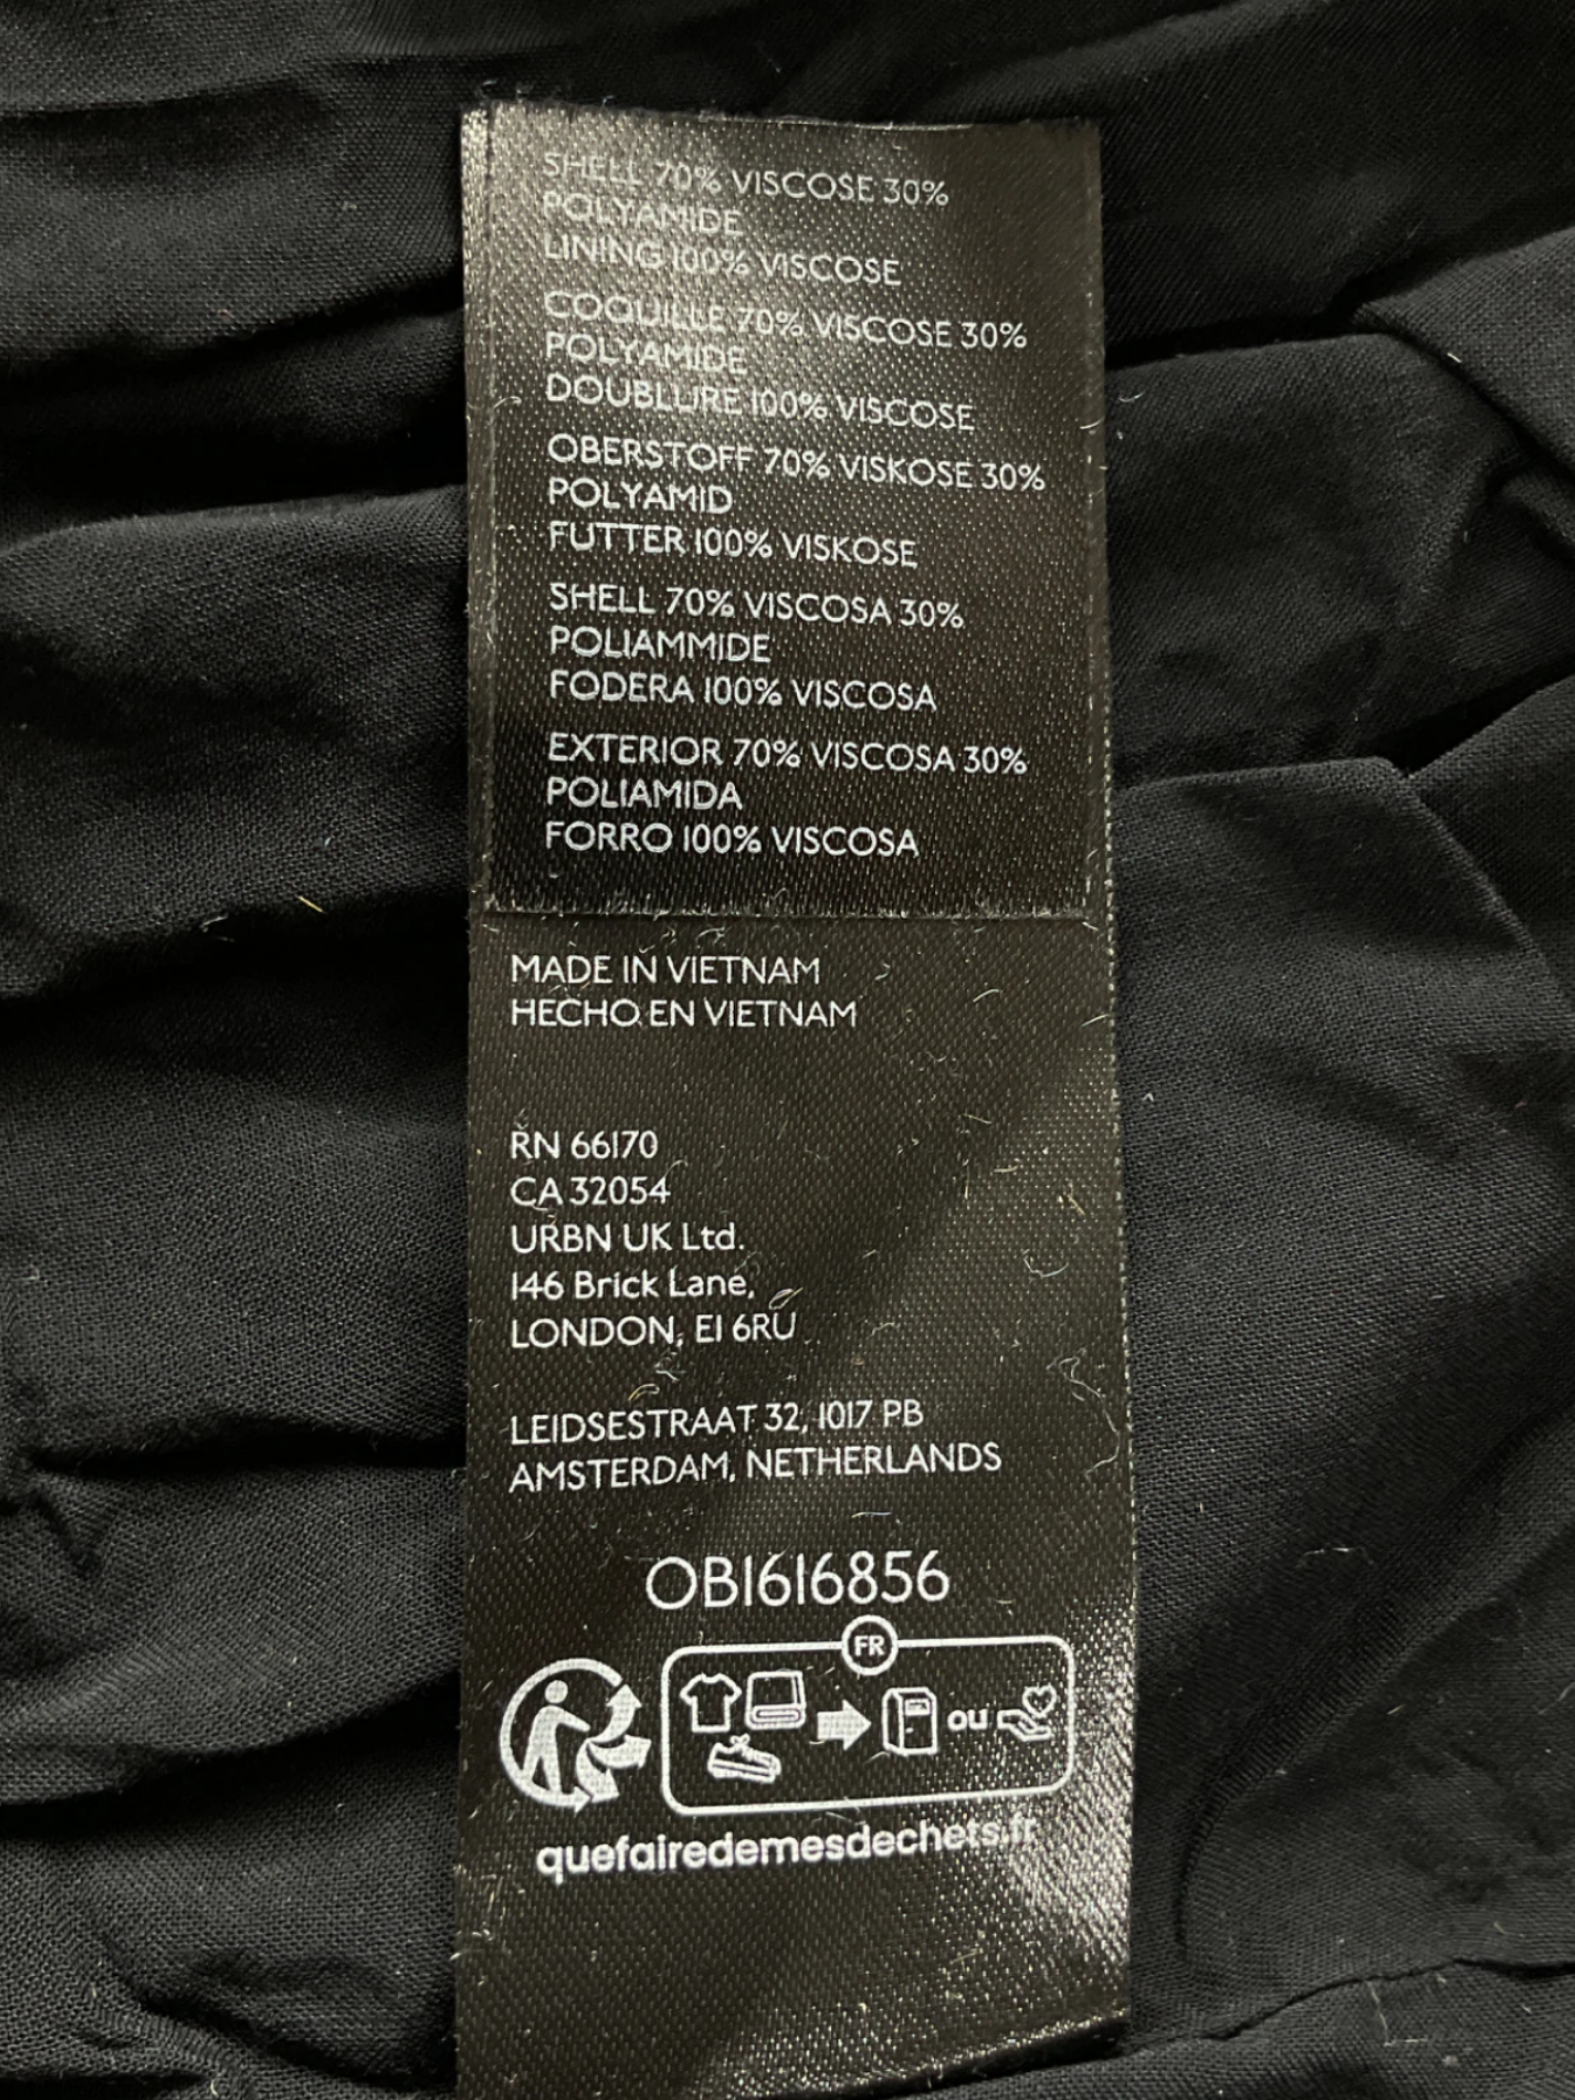 SHELL 70% VISCOSE 30%
POLYAMIDE
LINING 100% VISCOSE
COQUILLE 70% VISCOSE 30%
POLYAMIDE
DOUBLURE 100% VISCOSE
OBERSTOFF 70% VISKOSE 30%
POLYAMID
FUTTER 100% VISKOSE
SHELL 70% VISCOSA 30%
POLIAMMIDE
FODERA 100% VISCOSA
EXTERIOR 70% VISCOSA 30%
POLIAMIDA
FORRO 100% VISCOSA
MADE IN VIETNAM
HECHO EN VIETNAM
RN 66170
CA 32054
URBN UK Ltd.
146 Brick Lane,
LONDON, E1 6RU
LEIDSESTRAAT 32, 1017 PB
AMSTERDAM, NETHERLANDS
OB1616856
FR
ou
quefairedemesdechets.fr